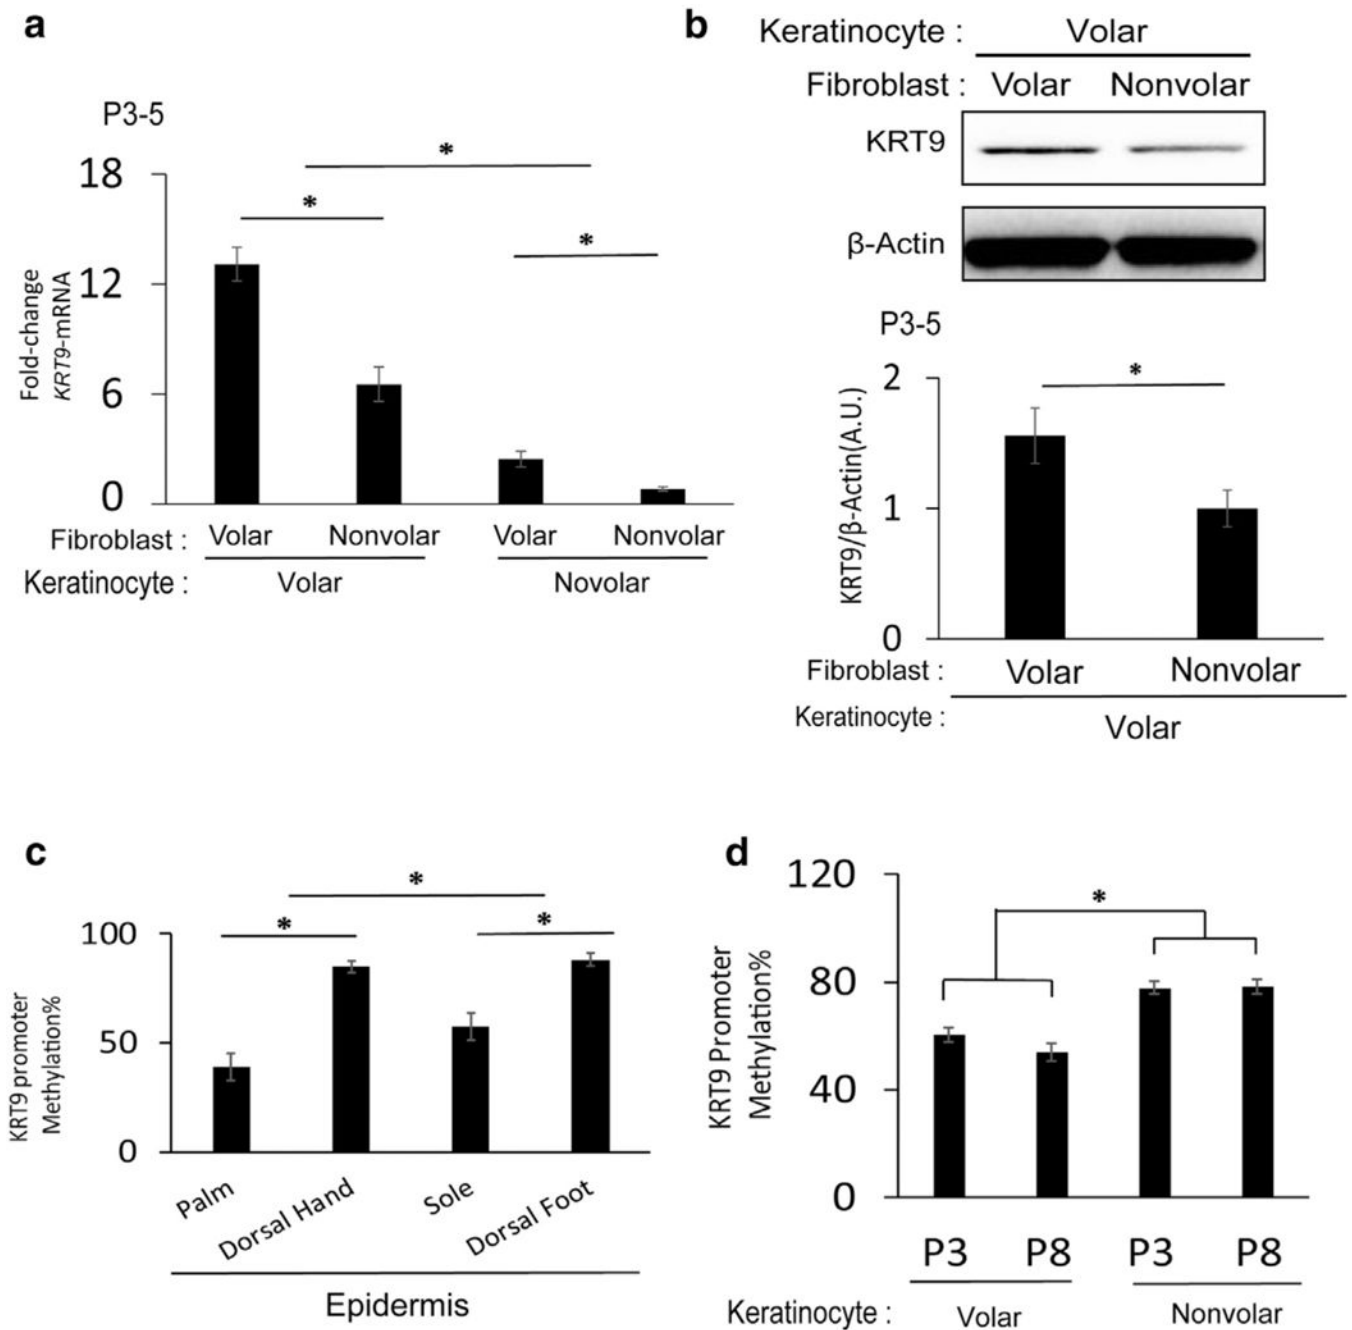 a
P3-5
18
12
6
0
Fold-change
KRT9-mRNA
*
*
*
Fibroblast : Volar Nonvolar Volar Nonvolar
Keratinocyte : Volar Novolar
b
Keratinocyte : Volar
Fibroblast : Volar Nonvolar
KRT9
β-Actin
P3-5
2
1
0
KRT9/β-Actin(A.U.)
*
Fibroblast : Volar Nonvolar
Keratinocyte : Volar
c
100
50
0
KRT9 promoter
Methylation%
*
*
*
Palm Dorsal Hand Sole Dorsal Foot
Epidermis
d
120
80
40
0
KRT9 Promoter
Methylation%
*
P3 P8 P3 P8
Keratinocyte : Volar Nonvolar